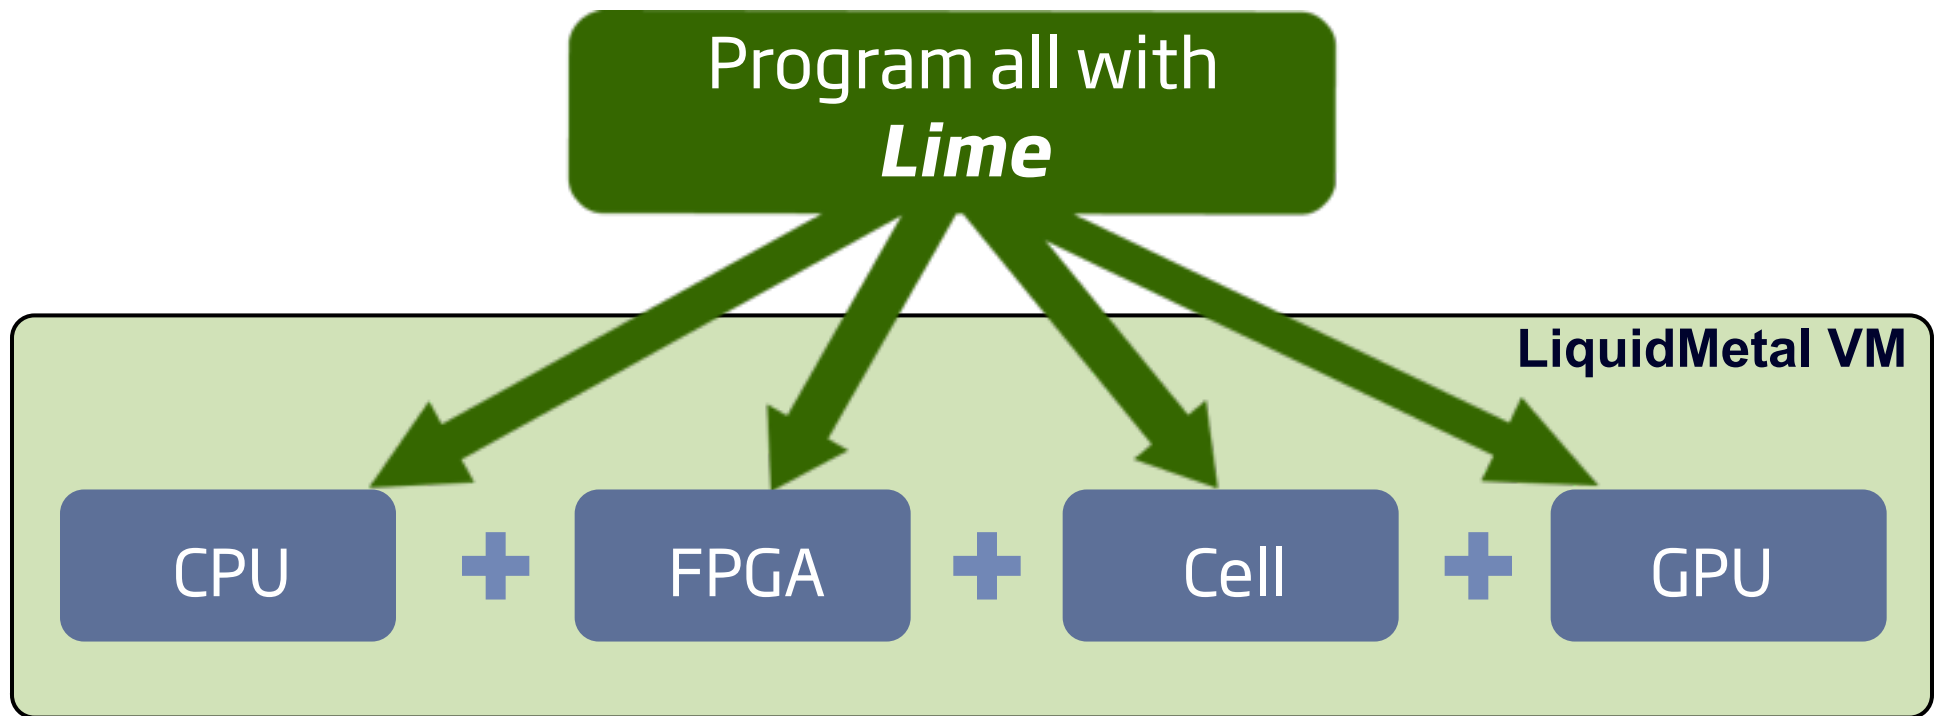 Program all with
Lime
LiquidMetal VM
CPU + FPGA + Cell + GPU